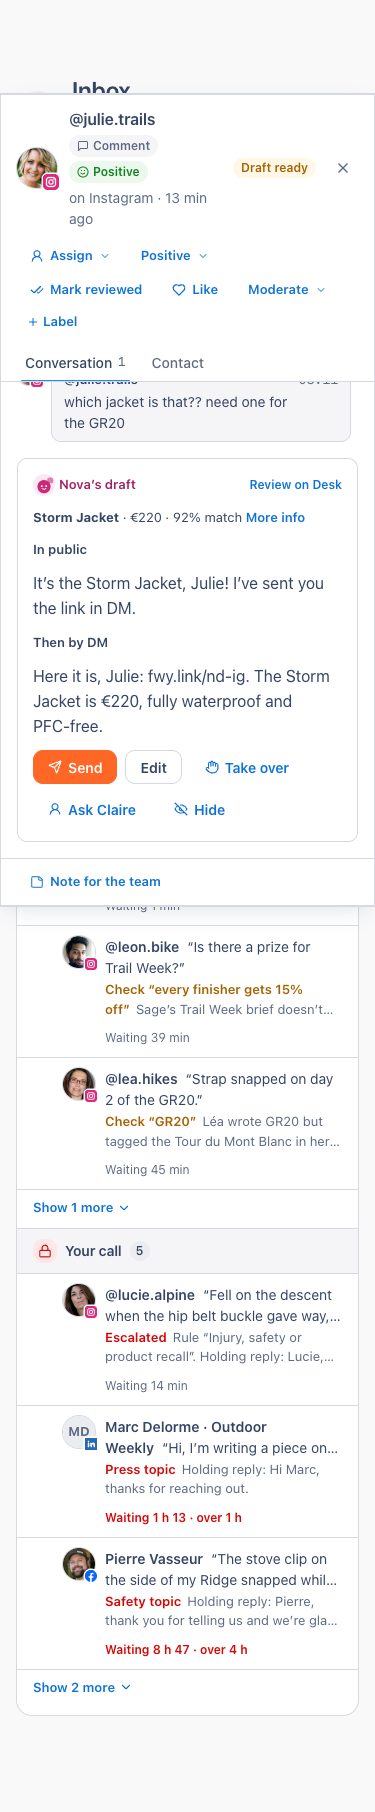 Inbox
@julie.trails
Comment
Positive
on Instagram · 13 min
ago
Draft ready
Assign
Positive
Mark reviewed
Like
Moderate
+ Label
Conversation 1
Contact
which jacket is that?? need one for
the GR20
Nova’s draft
Review on Desk
Storm Jacket · €220 · 92% match More info
In public
It’s the Storm Jacket, Julie! I’ve sent you
the link in DM.
Then by DM
Here it is, Julie: fwy.link/nd-ig. The Storm
Jacket is €220, fully waterproof and
PFC-free.
Send
Edit
Take over
Ask Claire
Hide
Note for the team
@leon.bike “Is there a prize for
Trail Week?”
Check “every finisher gets 15%
off” Sage’s Trail Week brief doesn’t…
Waiting 39 min
@lea.hikes “Strap snapped on day
2 of the GR20.”
Check “GR20” Léa wrote GR20 but
tagged the Tour du Mont Blanc in her…
Waiting 45 min
Show 1 more
Your call 5
@lucie.alpine “Fell on the descent
when the hip belt buckle gave way,…
Escalated Rule “Injury, safety or
product recall”. Holding reply: Lucie,…
Waiting 14 min
MD
Marc Delorme · Outdoor
Weekly “Hi, I’m writing a piece on…
Press topic Holding reply: Hi Marc,
thanks for reaching out.
Waiting 1 h 13 · over 1 h
Pierre Vasseur “The stove clip on
the side of my Ridge snapped whil…
Safety topic Holding reply: Pierre,
thank you for telling us and we’re gla…
Waiting 8 h 47 · over 4 h
Show 2 more